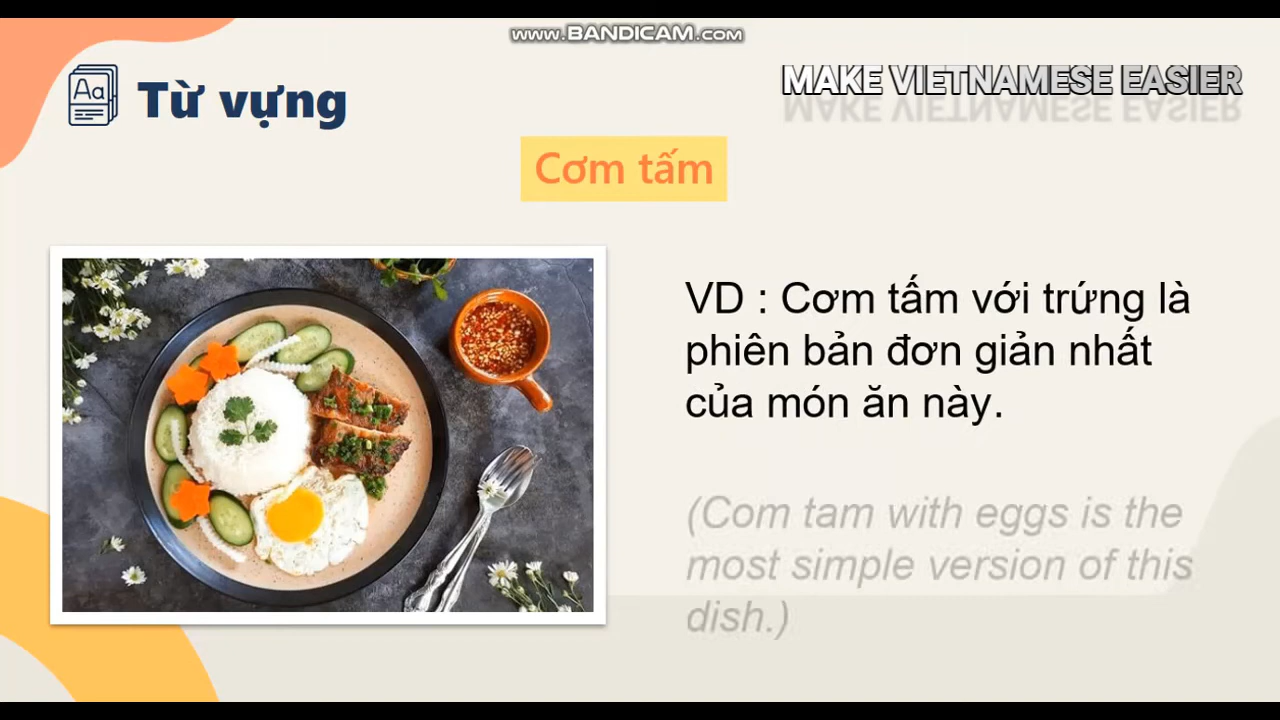 www.BANDICAM.com
Aa
Từ vựng
MAKE VIETNAMESE EASIER
Cơm tấm
VD : Cơm tấm với trứng là
phiên bản đơn giản nhất
của món ăn này.
(Com tam with eggs is the
most simple version of this
dish.)